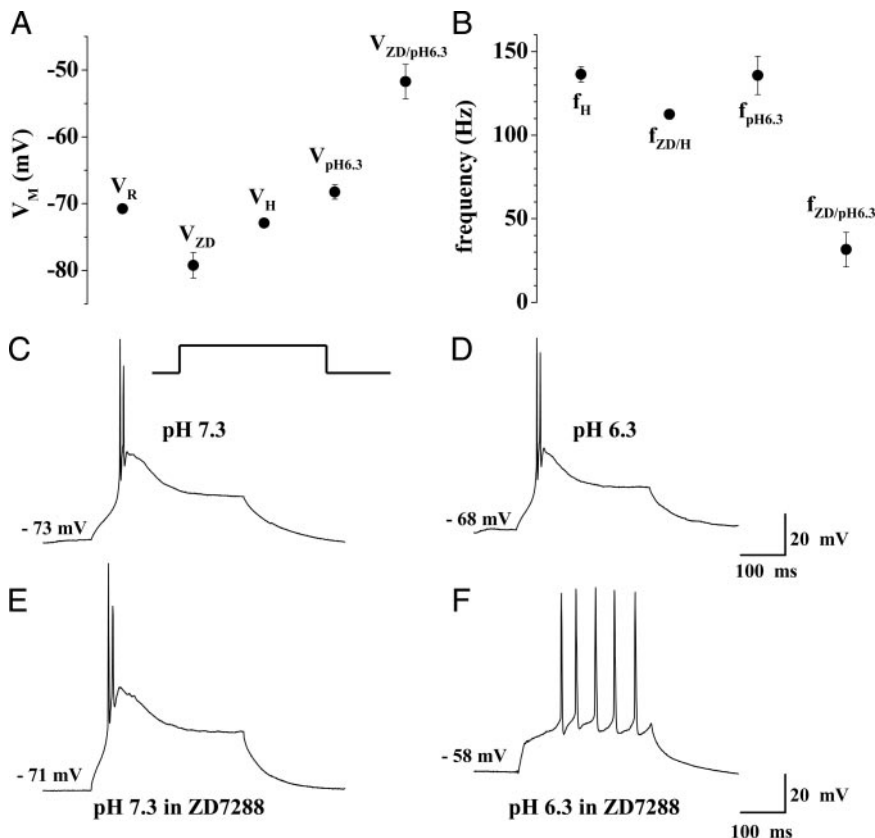 A
V_M (mV)
-50
-60
-70
-80
V_R
V_ZD
V_H
V_pH6.3
V_ZD/pH6.3
B
frequency (Hz)
150
100
50
0
f_H
f_ZD/H
f_pH6.3
f_ZD/pH6.3
C
pH 7.3
- 73 mV
D
pH 6.3
- 68 mV
20 mV
100 ms
E
- 71 mV
pH 7.3 in ZD7288
F
- 58 mV
pH 6.3 in ZD7288
20 mV
100 ms